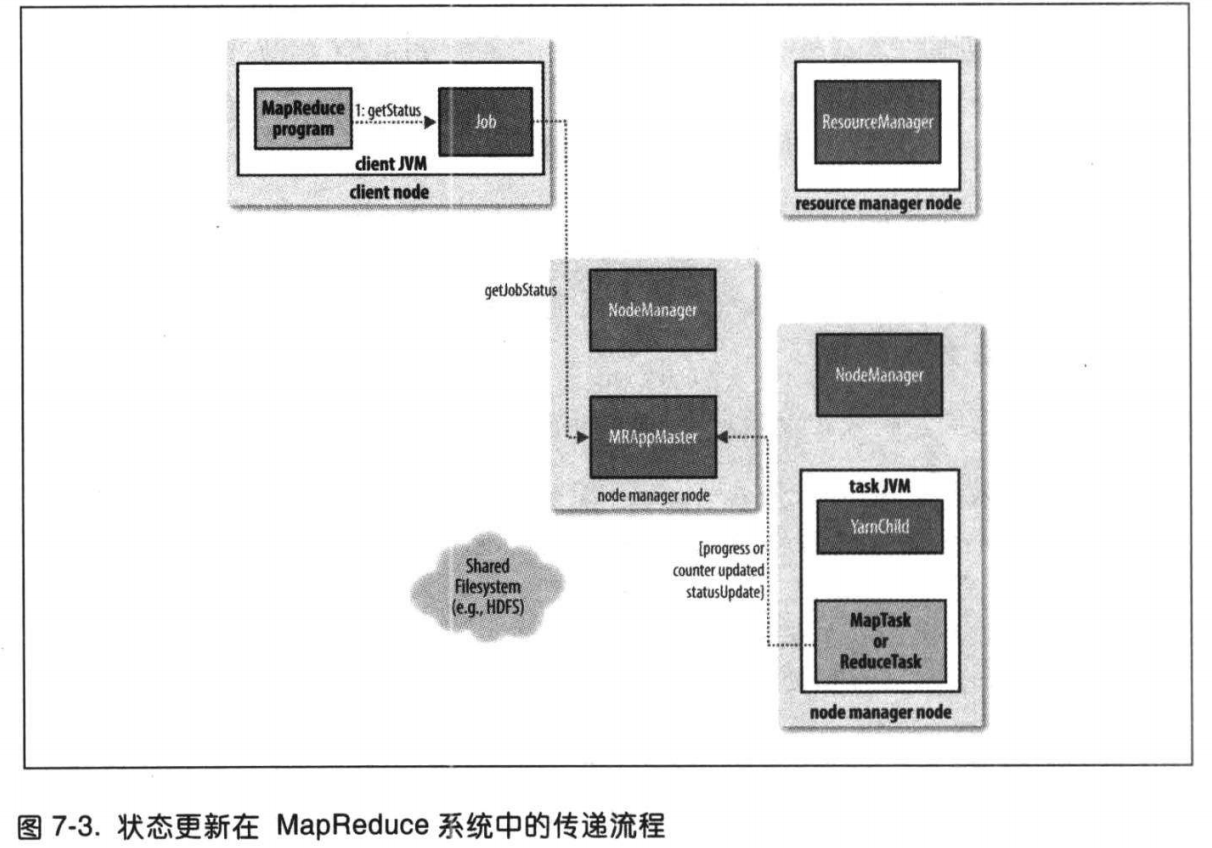 MapReduce
program
1: getStatus
Job
client JVM
client node
ResourceManager
resource manager node
getJobStatus
NodeManager
MRAppMaster
node manager node
NodeManager
task JVM
YarnChild
MapTask
or
ReduceTask
node manager node
[progress or
counter updated
statusUpdate]
Shared
Filesystem
(e.g., HDFS)
图 7-3. 状态更新在 MapReduce 系统中的传递流程